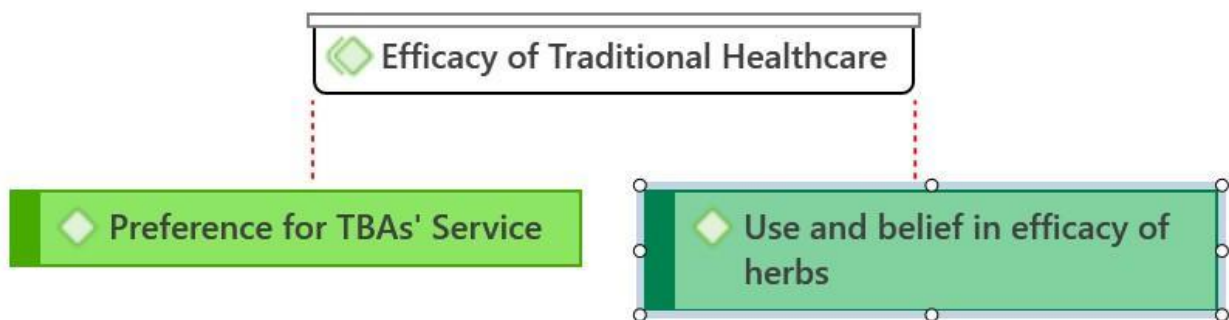 Efficacy of Traditional Healthcare
Preference for TBAs' Service
Use and belief in efficacy of
herbs